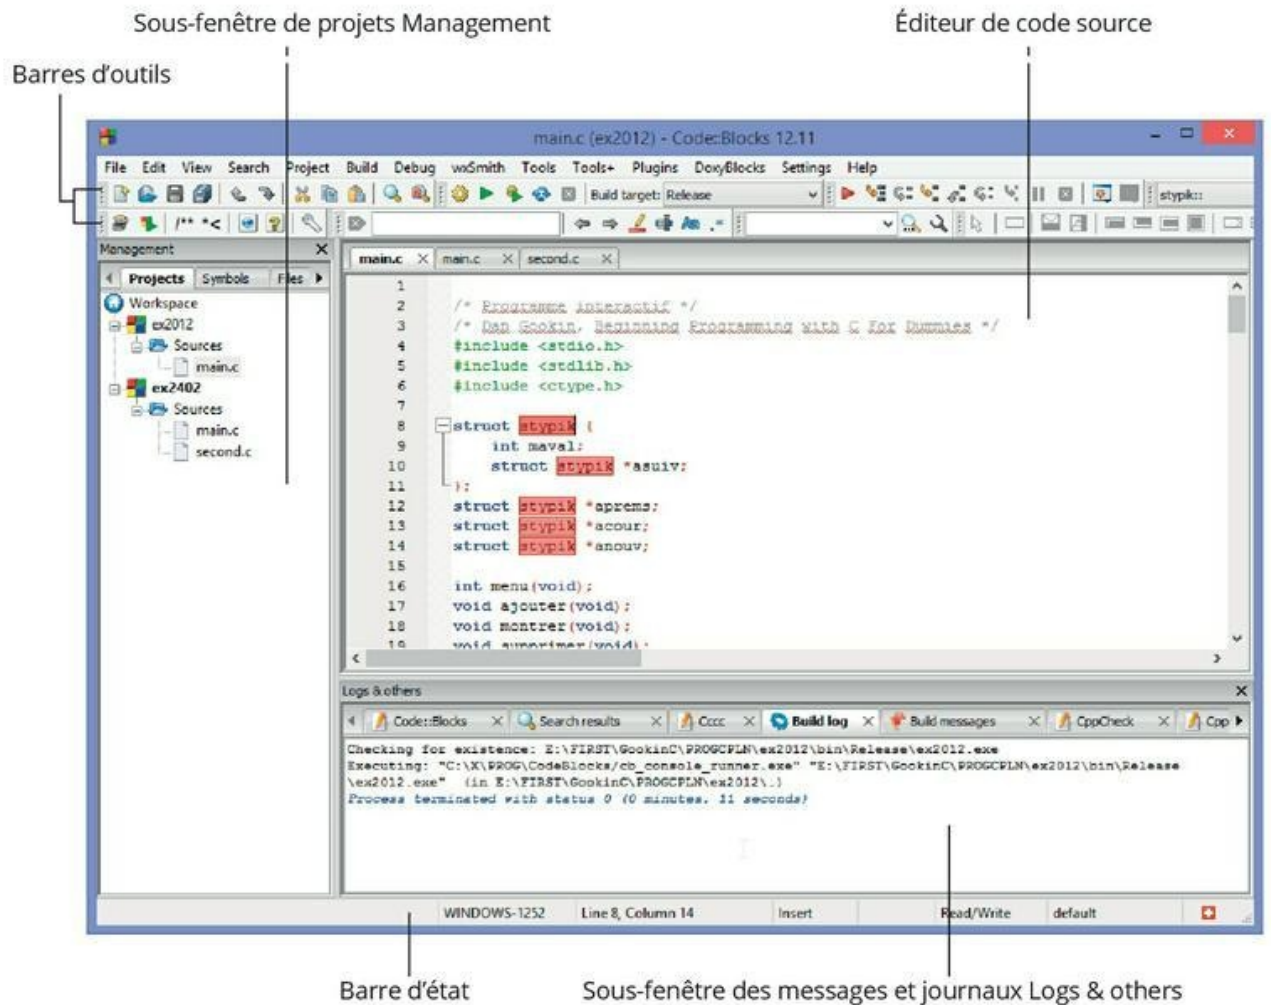 Sous-fenêtre de projets Management
Éditeur de code source
Barres d'outils
main.c (ex2012) - Code::Blocks 12.11
File Edit View Search Project Build Debug wxSmith Tools Tools+ Plugins DoxyBlocks Settings Help
Build target: Release
stypik::
/** *<
Management
main.c main.c second.c
Projects Symbols Files
Workspace
ex2012
Sources
main.c
ex2402
Sources
main.c
second.c
1
2 /* Programme interactif */
3 /* Dan Gookin, Beginning Programming with C For Dummies */
4 #include <stdio.h>
5 #include <stdlib.h>
6 #include <ctype.h>
7
8 struct stypik {
9 int maval;
10 struct stypik *asuiv;
11 };
12 struct stypik *aprems;
13 struct stypik *acour;
14 struct stypik *anouv;
15
16 int menu(void);
17 void ajouter(void);
18 void montrer(void);
19 void supprimer(void);
Logs & others
Code::Blocks Search results Cccc Build log Build messages CppCheck Cpp
Checking for existence: E:\FIRST\GookinC\PROGCPLN\ex2012\bin\Release\ex2012.exe
Executing: "C:\X\PROG\CodeBlocks/cb_console_runner.exe" "E:\FIRST\GookinC\PROGCPLN\ex2012\bin\Release
\ex2012.exe" (in E:\FIRST\GookinC\PROGCPLN\ex2012\.)
Process terminated with status 0 (0 minutes, 11 seconds)
WINDOWS-1252 Line 8, Column 14 Insert Read/Write default
Barre d'état
Sous-fenêtre des messages et journaux Logs & others